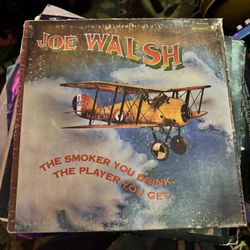 JOE WALSH
THE SMOKER YOU DRINK,
THE PLAYER YOU GET